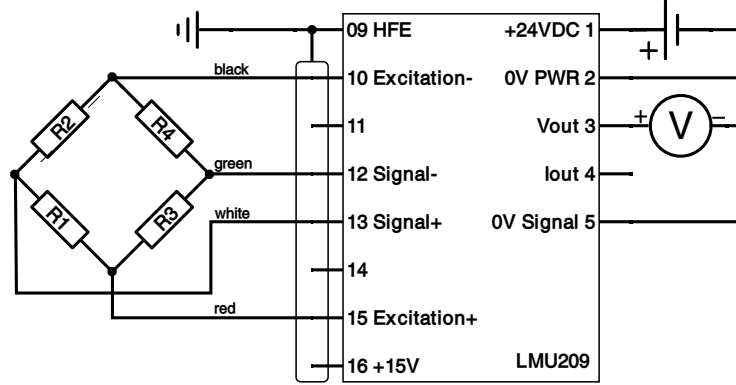 09 HFE
+24VDC 1
+
black
10 Excitation-
0V PWR 2
R2
R4
11
Vout 3
+
V
−
green
12 Signal-
Iout 4
white
13 Signal+
0V Signal 5
R1
R3
14
red
15 Excitation+
16 +15V
LMU209